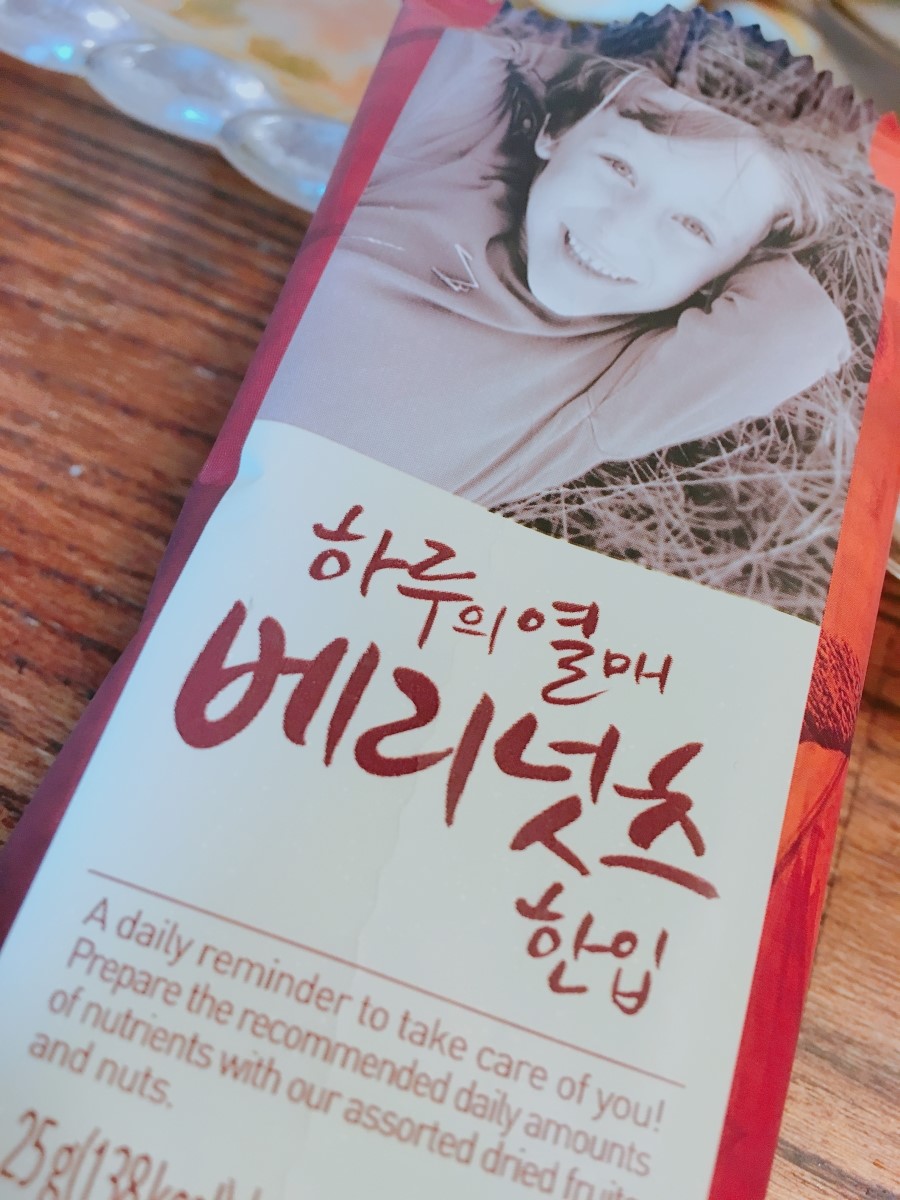 하루의 열매
베리넛츠
한입
A daily reminder to take care of you!
Prepare the recommended daily amounts
of nutrients with our assorted dried fruits
and nuts.
25g(138kcal)